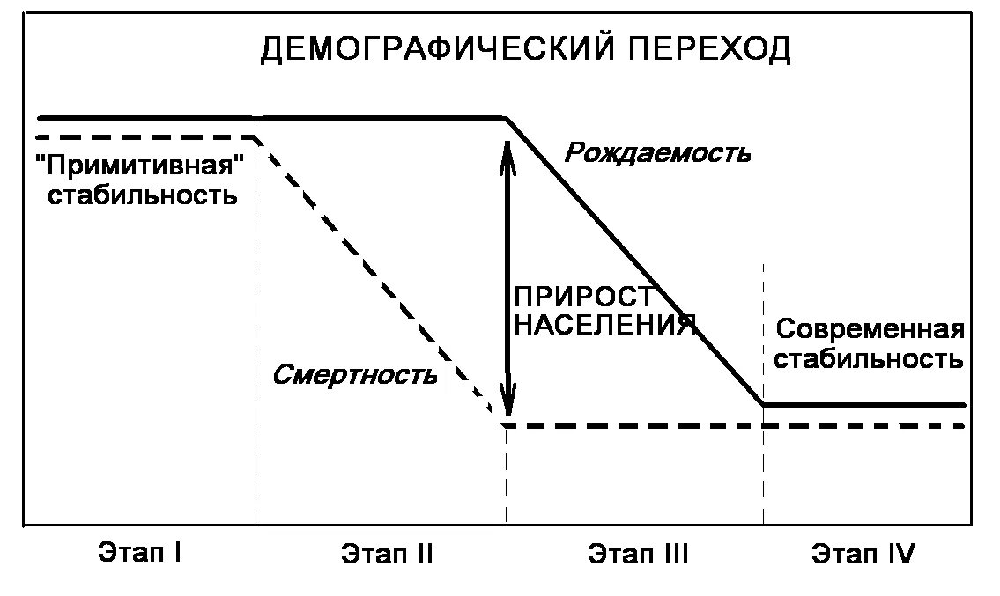 ДЕМОГРАФИЧЕСКИЙ ПЕРЕХОД
"Примитивная"
стабильность
Рождаемость
ПРИРОСТ
НАСЕЛЕНИЯ
Смертность
Современная
стабильность
Этап I
Этап II
Этап III
Этап IV